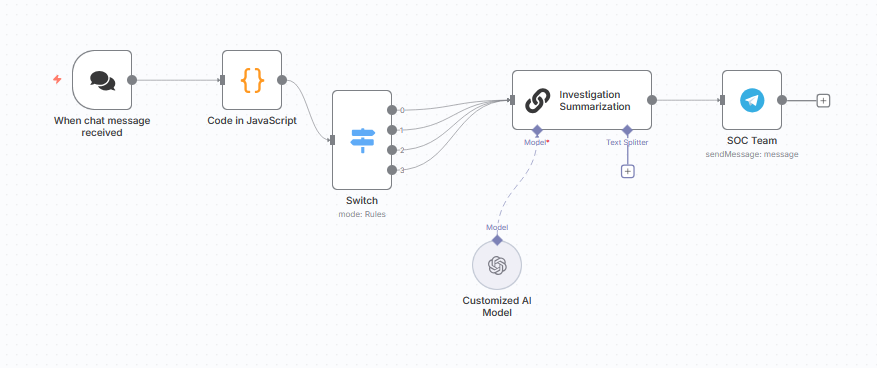 When chat message
received
Code in JavaScript
0
1
2
3
Switch
mode: Rules
Investigation
Summarization
Model*
Text Splitter
SOC Team
sendMessage: message
Model
Customized AI
Model